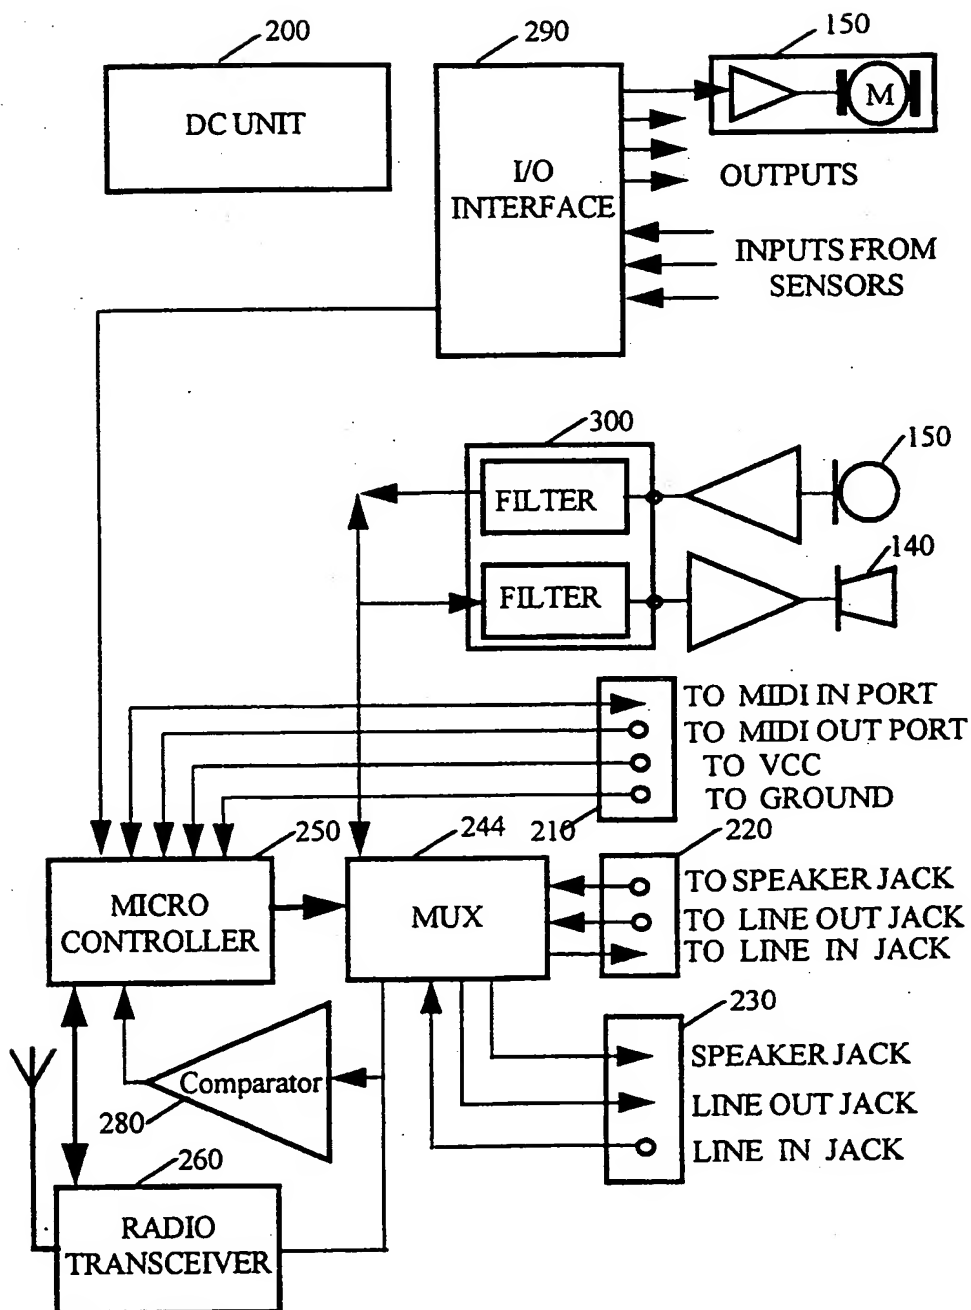 200
290
150
DC UNIT
I/O
INTERFACE
M
OUTPUTS
INPUTS FROM
SENSORS
300
150
FILTER
140
FILTER
TO MIDI IN PORT
TO MIDI OUT PORT
TO VCC
TO GROUND
210
250
244
220
MICRO
CONTROLLER
MUX
TO SPEAKER JACK
TO LINE OUT JACK
TO LINE IN JACK
230
Comparator
280
SPEAKER JACK
LINE OUT JACK
LINE IN JACK
260
RADIO
TRANSCEIVER